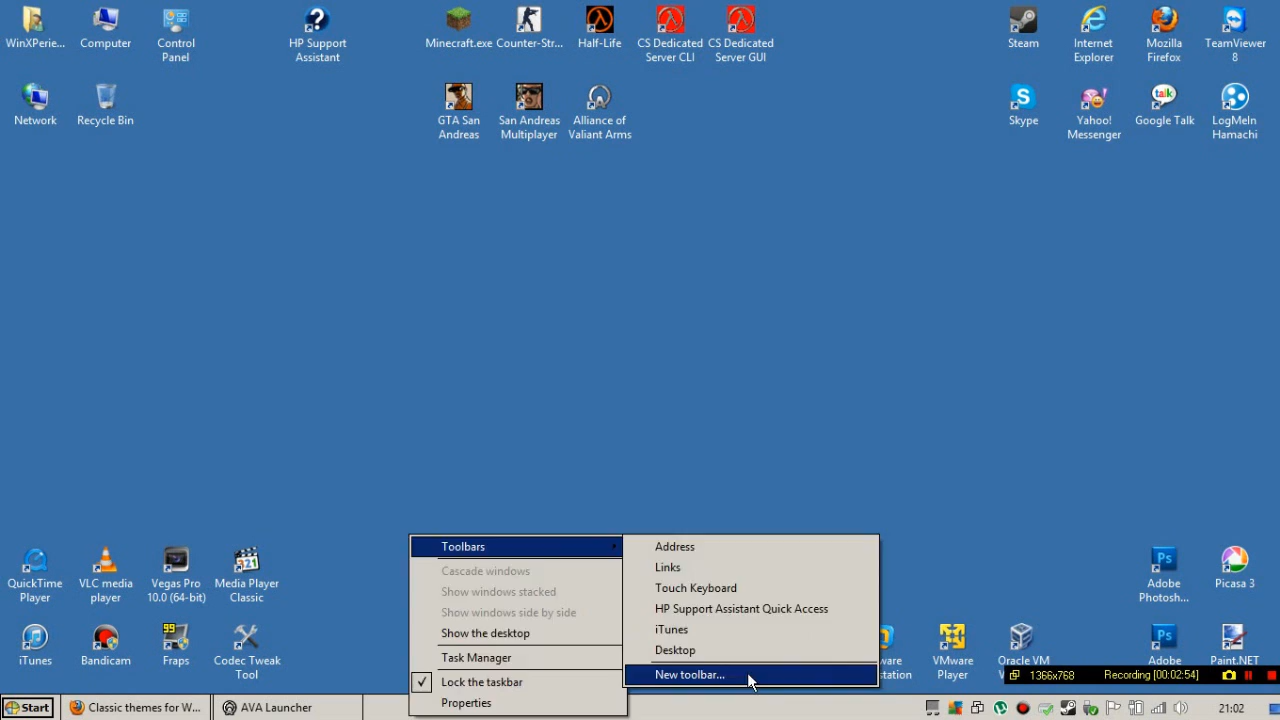 WinXPerie...
Computer
Control
Panel
HP Support
Assistant
Minecraft.exe
Counter-Str...
Half-Life
CS Dedicated
Server CLI
CS Dedicated
Server GUI
Steam
Internet
Explorer
Mozilla
Firefox
TeamViewer
8
Network
Recycle Bin
GTA San
Andreas
San Andreas
Multiplayer
Alliance of
Valiant Arms
Skype
Yahoo!
Messenger
talk
Google Talk
LogMeIn
Hamachi
QuickTime
Player
VLC media
player
Vegas Pro
10.0 (64-bit)
321
Media Player
Classic
Adobe
Photosh...
Picasa 3
iTunes
Bandicam
99
Fraps
Codec Tweak
Tool
VMware
Player
Oracle VM
Adobe
Paint.NET
Toolbars
Cascade windows
Show windows stacked
Show windows side by side
Show the desktop
Task Manager
Lock the taskbar
Properties
Address
Links
Touch Keyboard
HP Support Assistant Quick Access
iTunes
Desktop
New toolbar...
1366x768
Recording [00:02:54]
Start
Classic themes for W...
AVA Launcher
21:02